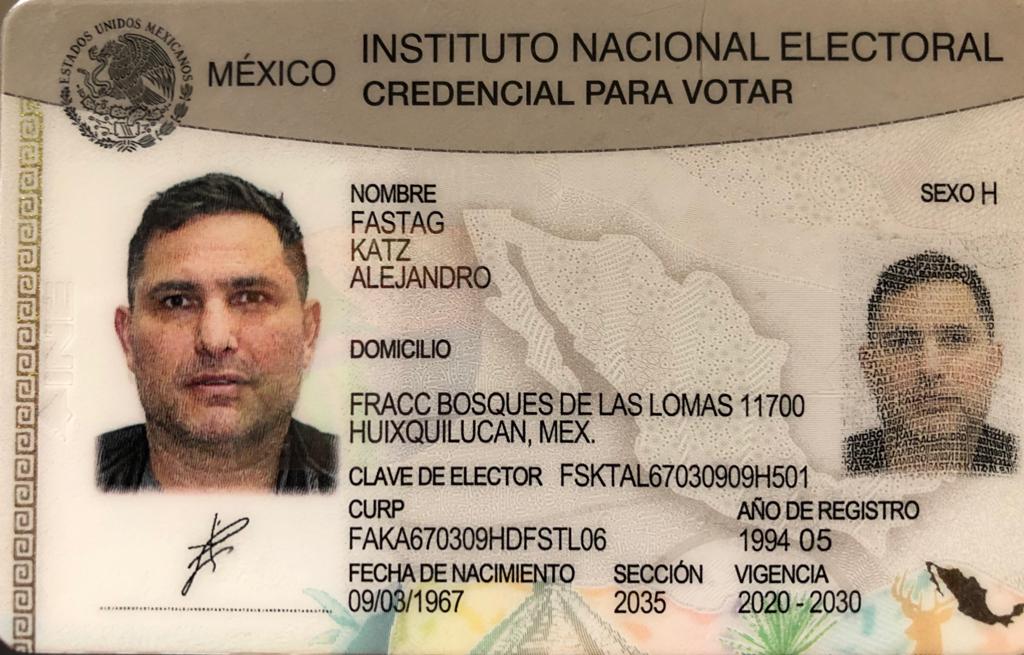 ESTADOS UNIDOS MEXICANOS
MÉXICO
INSTITUTO NACIONAL ELECTORAL
CREDENCIAL PARA VOTAR
NOMBRE
FASTAG
KATZ
ALEJANDRO
SEXO H
DOMICILIO
FRACC BOSQUES DE LAS LOMAS 11700
HUIXQUILUCAN, MEX.
CLAVE DE ELECTOR FSKTAL67030909H501
CURP
FAKA670309HDFSTL06
AÑO DE REGISTRO
1994 05
FECHA DE NACIMIENTO
09/03/1967
SECCIÓN
2035
VIGENCIA
2020 - 2030